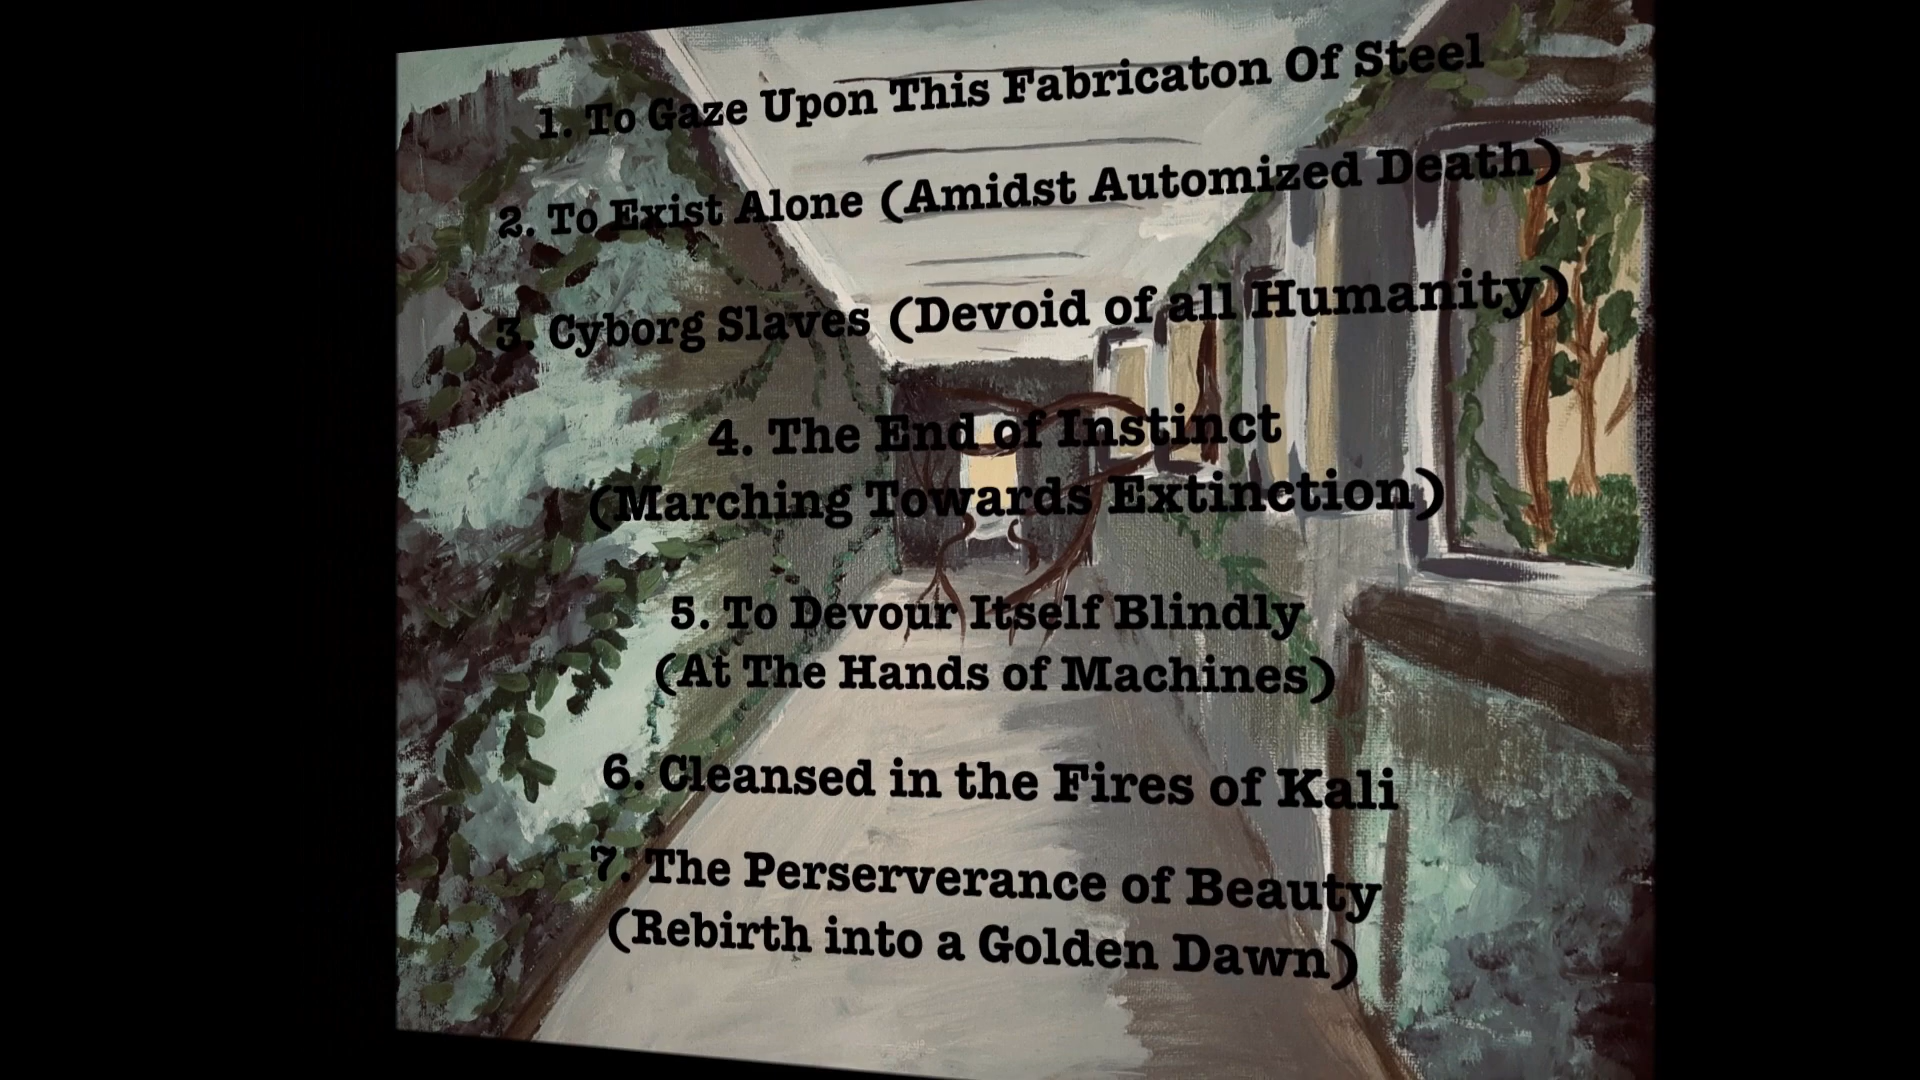 1. To Gaze Upon This Fabricaton Of Steel
2. To Exist Alone (Amidst Automized Death)
3. Cyborg Slaves (Devoid of all Humanity)
4. The End of Instinct
(Marching Towards Extinction)
5. To Devour Itself Blindly
(At The Hands of Machines)
6. Cleansed in the Fires of Kali
7. The Perserverance of Beauty
(Rebirth into a Golden Dawn)